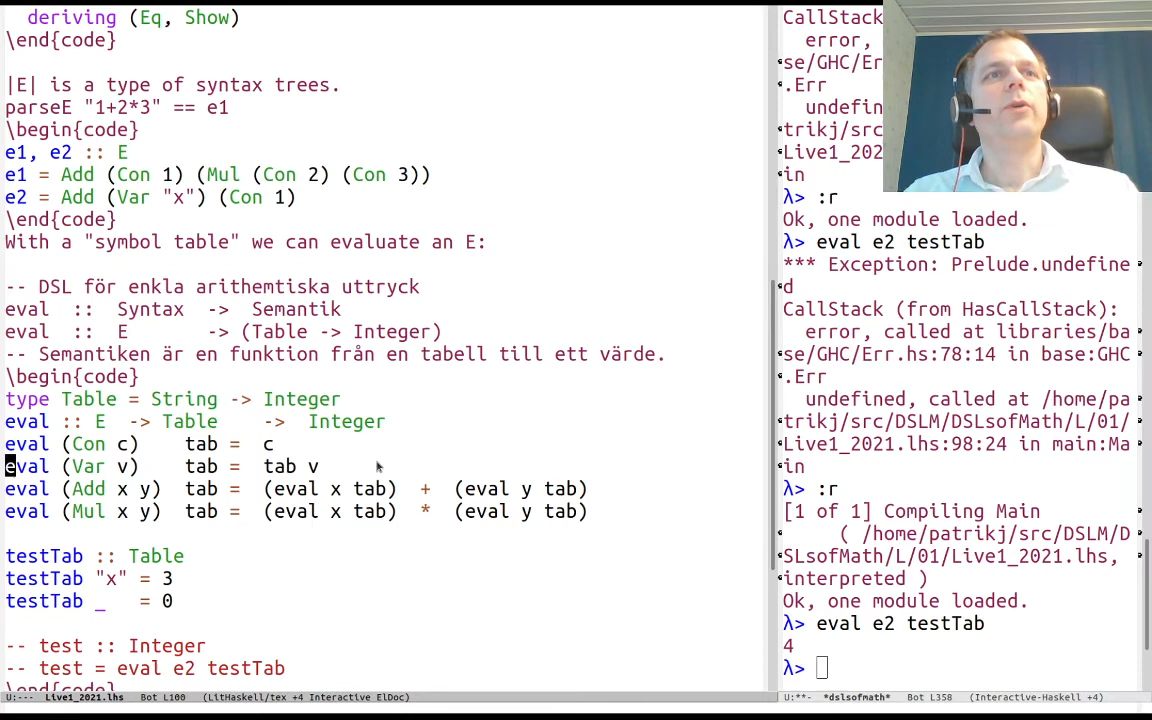 deriving (Eq, Show)
\end{code}
|E| is a type of syntax trees.
parseE "1+2*3" == e1
\begin{code}
e1, e2 :: E
e1 = Add (Con 1) (Mul (Con 2) (Con 3))
e2 = Add (Var "x") (Con 1)
\end{code}
With a "symbol table" we can evaluate an E:
-- DSL för enkla arithemtiska uttryck
eval  ::  Syntax  ->  Semantik
eval  ::  E       -> (Table -> Integer)
-- Semantiken är en funktion från en tabell till ett värde.
\begin{code}
type Table = String -> Integer
eval :: E  -> Table    ->  Integer
eval (Con c)    tab =  c
eval (Var v)    tab =  tab v
eval (Add x y)  tab =  (eval x tab)  +  (eval y tab)
eval (Mul x y)  tab =  (eval x tab)  *  (eval y tab)
testTab :: Table
testTab "x" = 3
testTab _   = 0
-- test :: Integer
-- test = eval e2 testTab
\end{code}
U:---  Live1_2021.lhs   Bot L100   (LitHaskell/tex +4 Interactive ElDoc)
CallStack
error,
se/GHC/Er
.Err
undefin
trikj/src
Live1_202
in
λ> :r
Ok, one module loaded.
λ> eval e2 testTab
*** Exception: Prelude.undefine
d
CallStack (from HasCallStack):
error, called at libraries/ba
se/GHC/Err.hs:78:14 in base:GHC
.Err
undefined, called at /home/pa
trikj/src/DSLM/DSLsofMath/L/01/
Live1_2021.lhs:98:24 in main:Ma
in
λ> :r
[1 of 1] Compiling Main
( /home/patrikj/src/DSLM/D
SLsofMath/L/01/Live1_2021.lhs,
interpreted )
Ok, one module loaded.
λ> eval e2 testTab
4
λ>
U:**-  *dslsofmath*   Bot L358   (Interactive-Haskell +4)